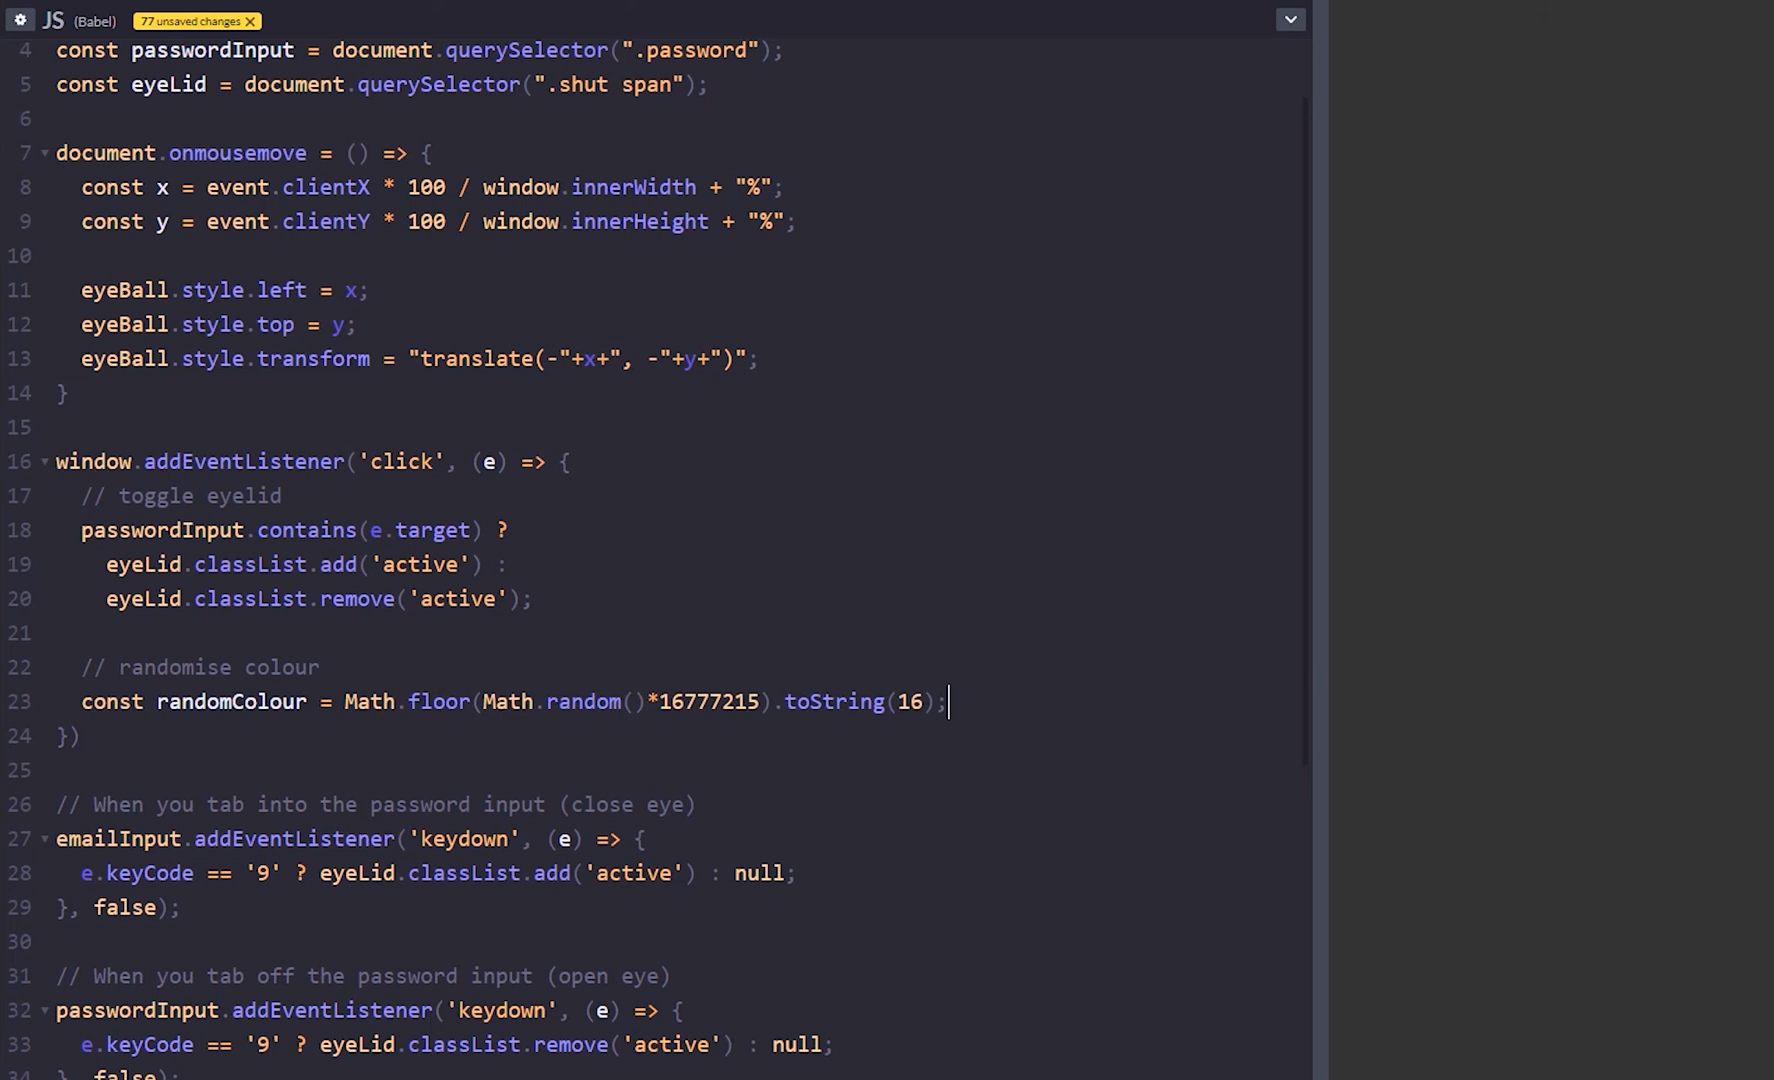 JS (Babel) 77 unsaved changes X
4 const passwordInput = document.querySelector(".password");
5 const eyeLid = document.querySelector(".shut span");
6
7 document.onmousemove = () => {
8 const x = event.clientX * 100 / window.innerWidth + "%";
9 const y = event.clientY * 100 / window.innerHeight + "%";
10
11 eyeBall.style.left = x;
12 eyeBall.style.top = y;
13 eyeBall.style.transform = "translate(-"+x+", -"+y+")";
14 }
15
16 window.addEventListener('click', (e) => {
17 // toggle eyelid
18 passwordInput.contains(e.target) ?
19 eyeLid.classList.add('active') :
20 eyeLid.classList.remove('active');
21
22 // randomise colour
23 const randomColour = Math.floor(Math.random()*16777215).toString(16);
24 })
25
26 // When you tab into the password input (close eye)
27 emailInput.addEventListener('keydown', (e) => {
28 e.keyCode == '9' ? eyeLid.classList.add('active') : null;
29 }, false);
30
31 // When you tab off the password input (open eye)
32 passwordInput.addEventListener('keydown', (e) => {
33 e.keyCode == '9' ? eyeLid.classList.remove('active') : null;
34 }, false);